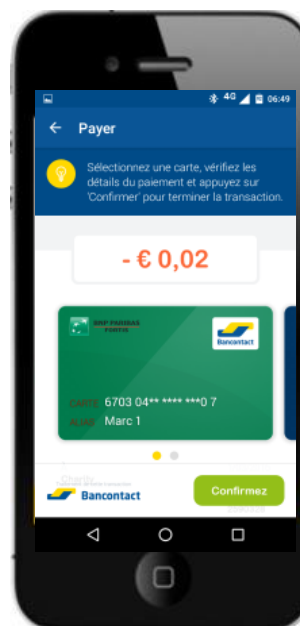 4G 06:49
Payer
Sélectionnez une carte, vérifiez les
détails du paiement et appuyez sur
'Confirmer' pour terminer la transaction.
- € 0,02
BNP PARIBAS
FORTIS
Bancontact
CARTE 6703 04** **** ***0 7
ALIAS Marc 1
Bancontact
Confirmez